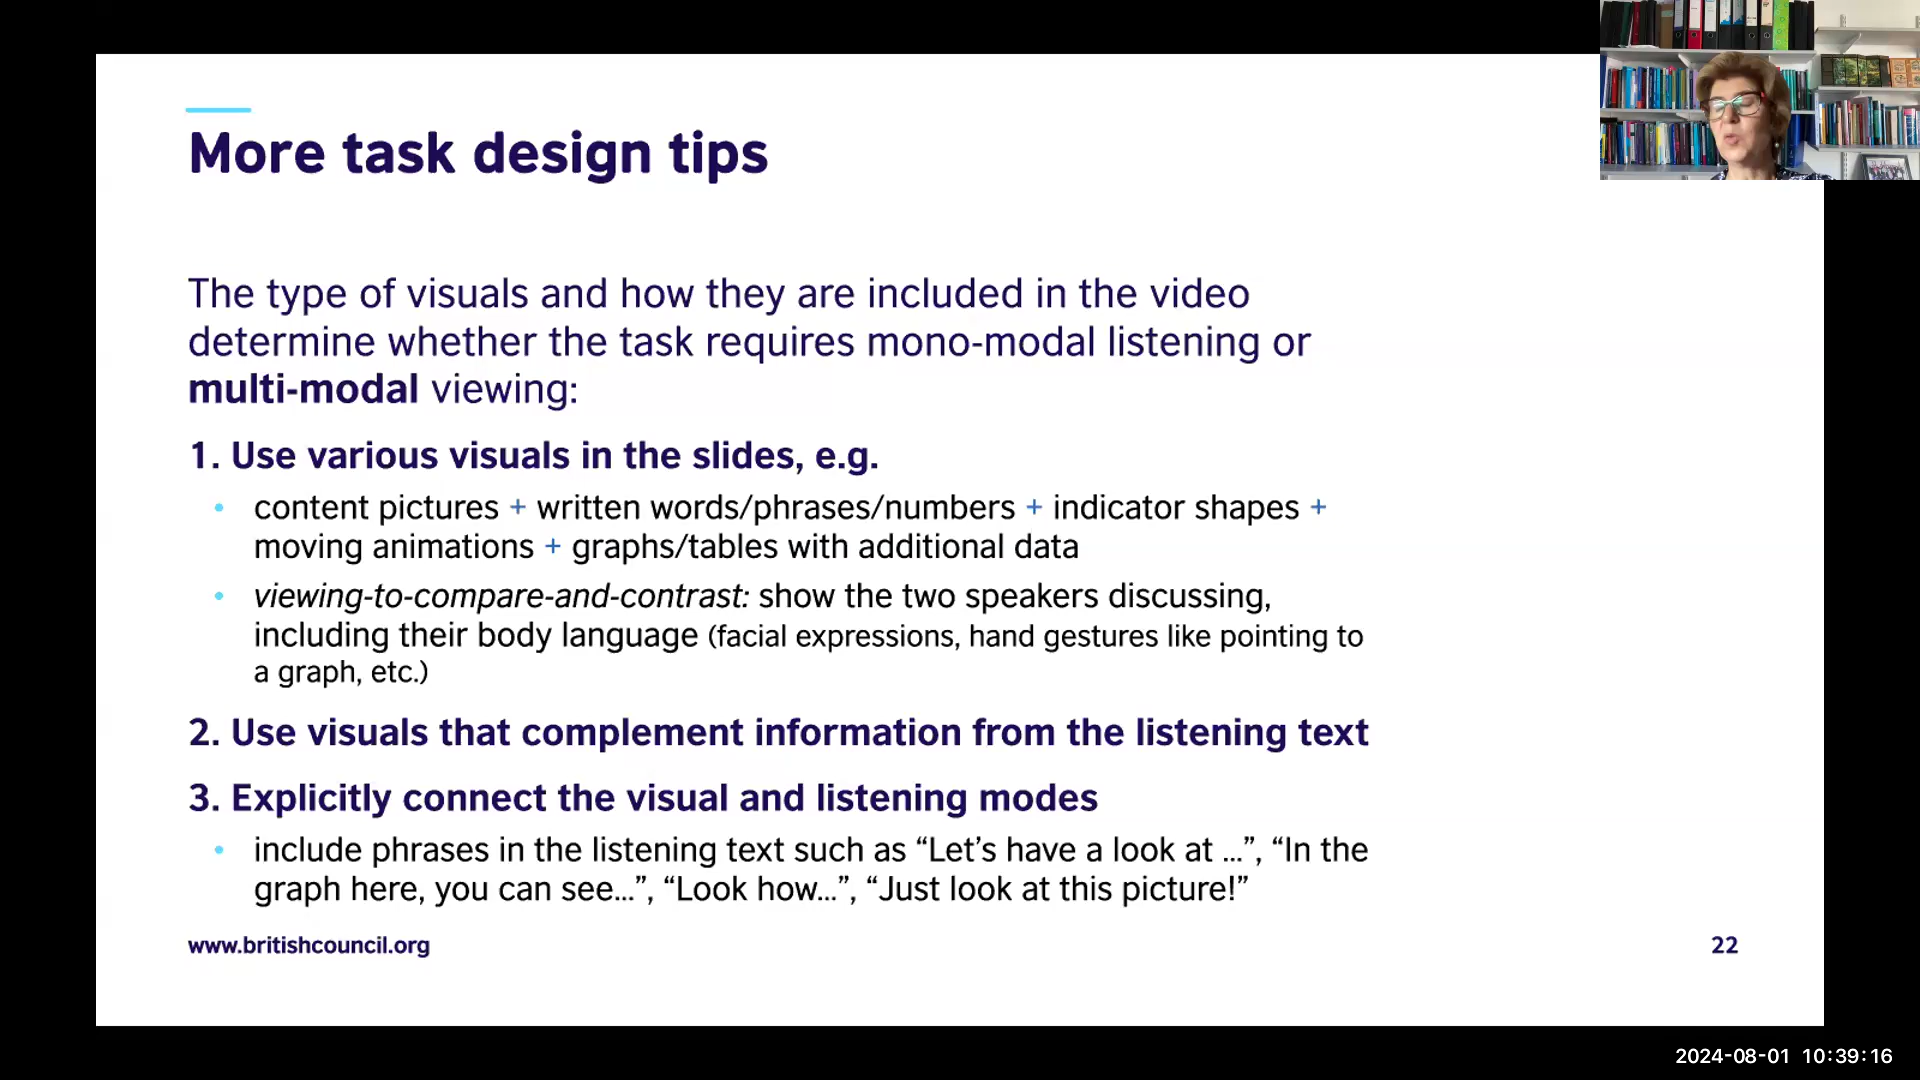 More task design tips
The type of visuals and how they are included in the video
determine whether the task requires mono-modal listening or
multi-modal viewing:
1. Use various visuals in the slides, e.g.
• content pictures + written words/phrases/numbers + indicator shapes +
moving animations + graphs/tables with additional data
• viewing-to-compare-and-contrast: show the two speakers discussing,
including their body language (facial expressions, hand gestures like pointing to
a graph, etc.)
2. Use visuals that complement information from the listening text
3. Explicitly connect the visual and listening modes
• include phrases in the listening text such as “Let’s have a look at ...”, “In the
graph here, you can see...”, “Look how...”, “Just look at this picture!”
www.britishcouncil.org
22
2024-08-01 10:39:16